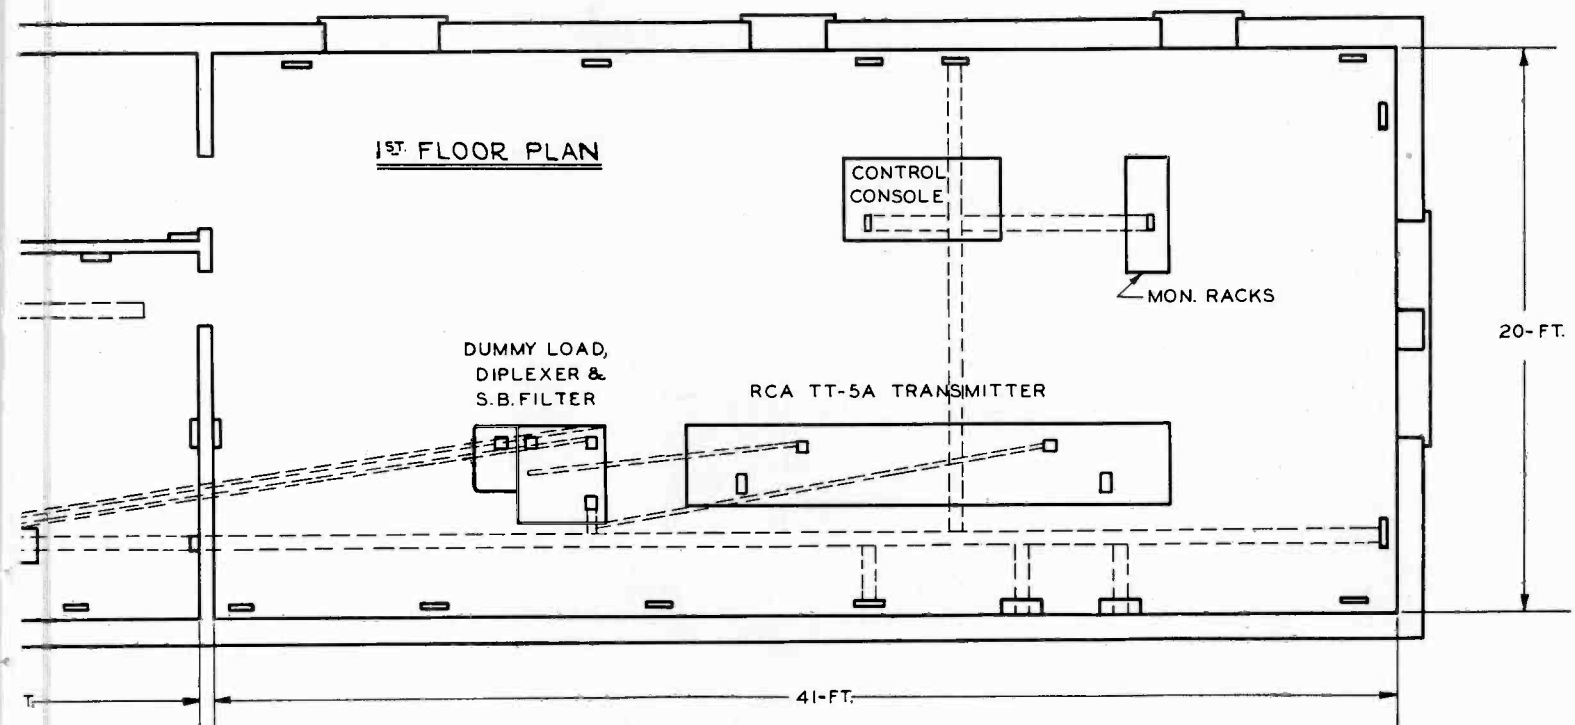 1ST. FLOOR PLAN
CONTROL
CONSOLE
MON. RACKS
20-FT.
DUMMY LOAD,
DIPLEXER &
S.B. FILTER
RCA TT-5A TRANSMITTER
T.
41-FT.